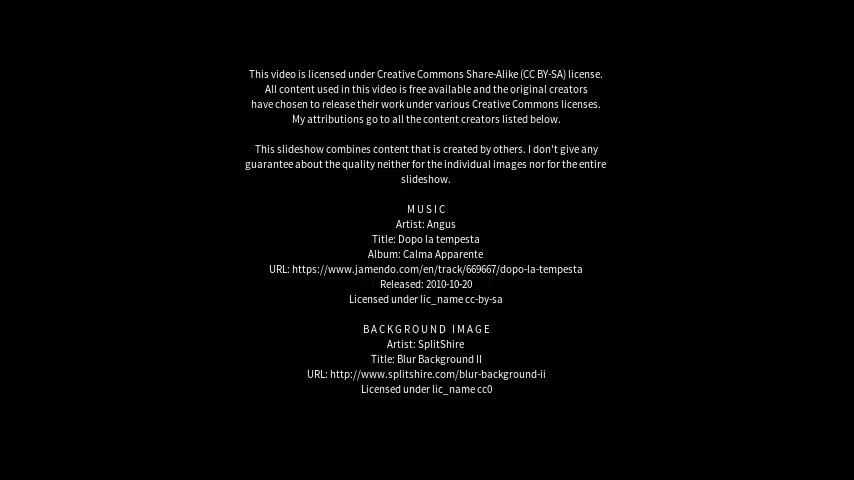 This video is licensed under Creative Commons Share-Alike (CC BY-SA) license.
All content used in this video is free available and the original creators
have chosen to release their work under various Creative Commons licenses.
My attributions go to all the content creators listed below.
This slideshow combines content that is created by others. I don't give any
guarantee about the quality neither for the individual images nor for the entire
slideshow.
MUSIC
Artist: Angus
Title: Dopo la tempesta
Album: Calma Apparente
URL: https://www.jamendo.com/en/track/669667/dopo-la-tempesta
Released: 2010-10-20
Licensed under lic_name cc-by-sa
BACKGROUND IMAGE
Artist: SplitShire
Title: Blur Background II
URL: http://www.splitshire.com/blur-background-ii
Licensed under lic_name cc0